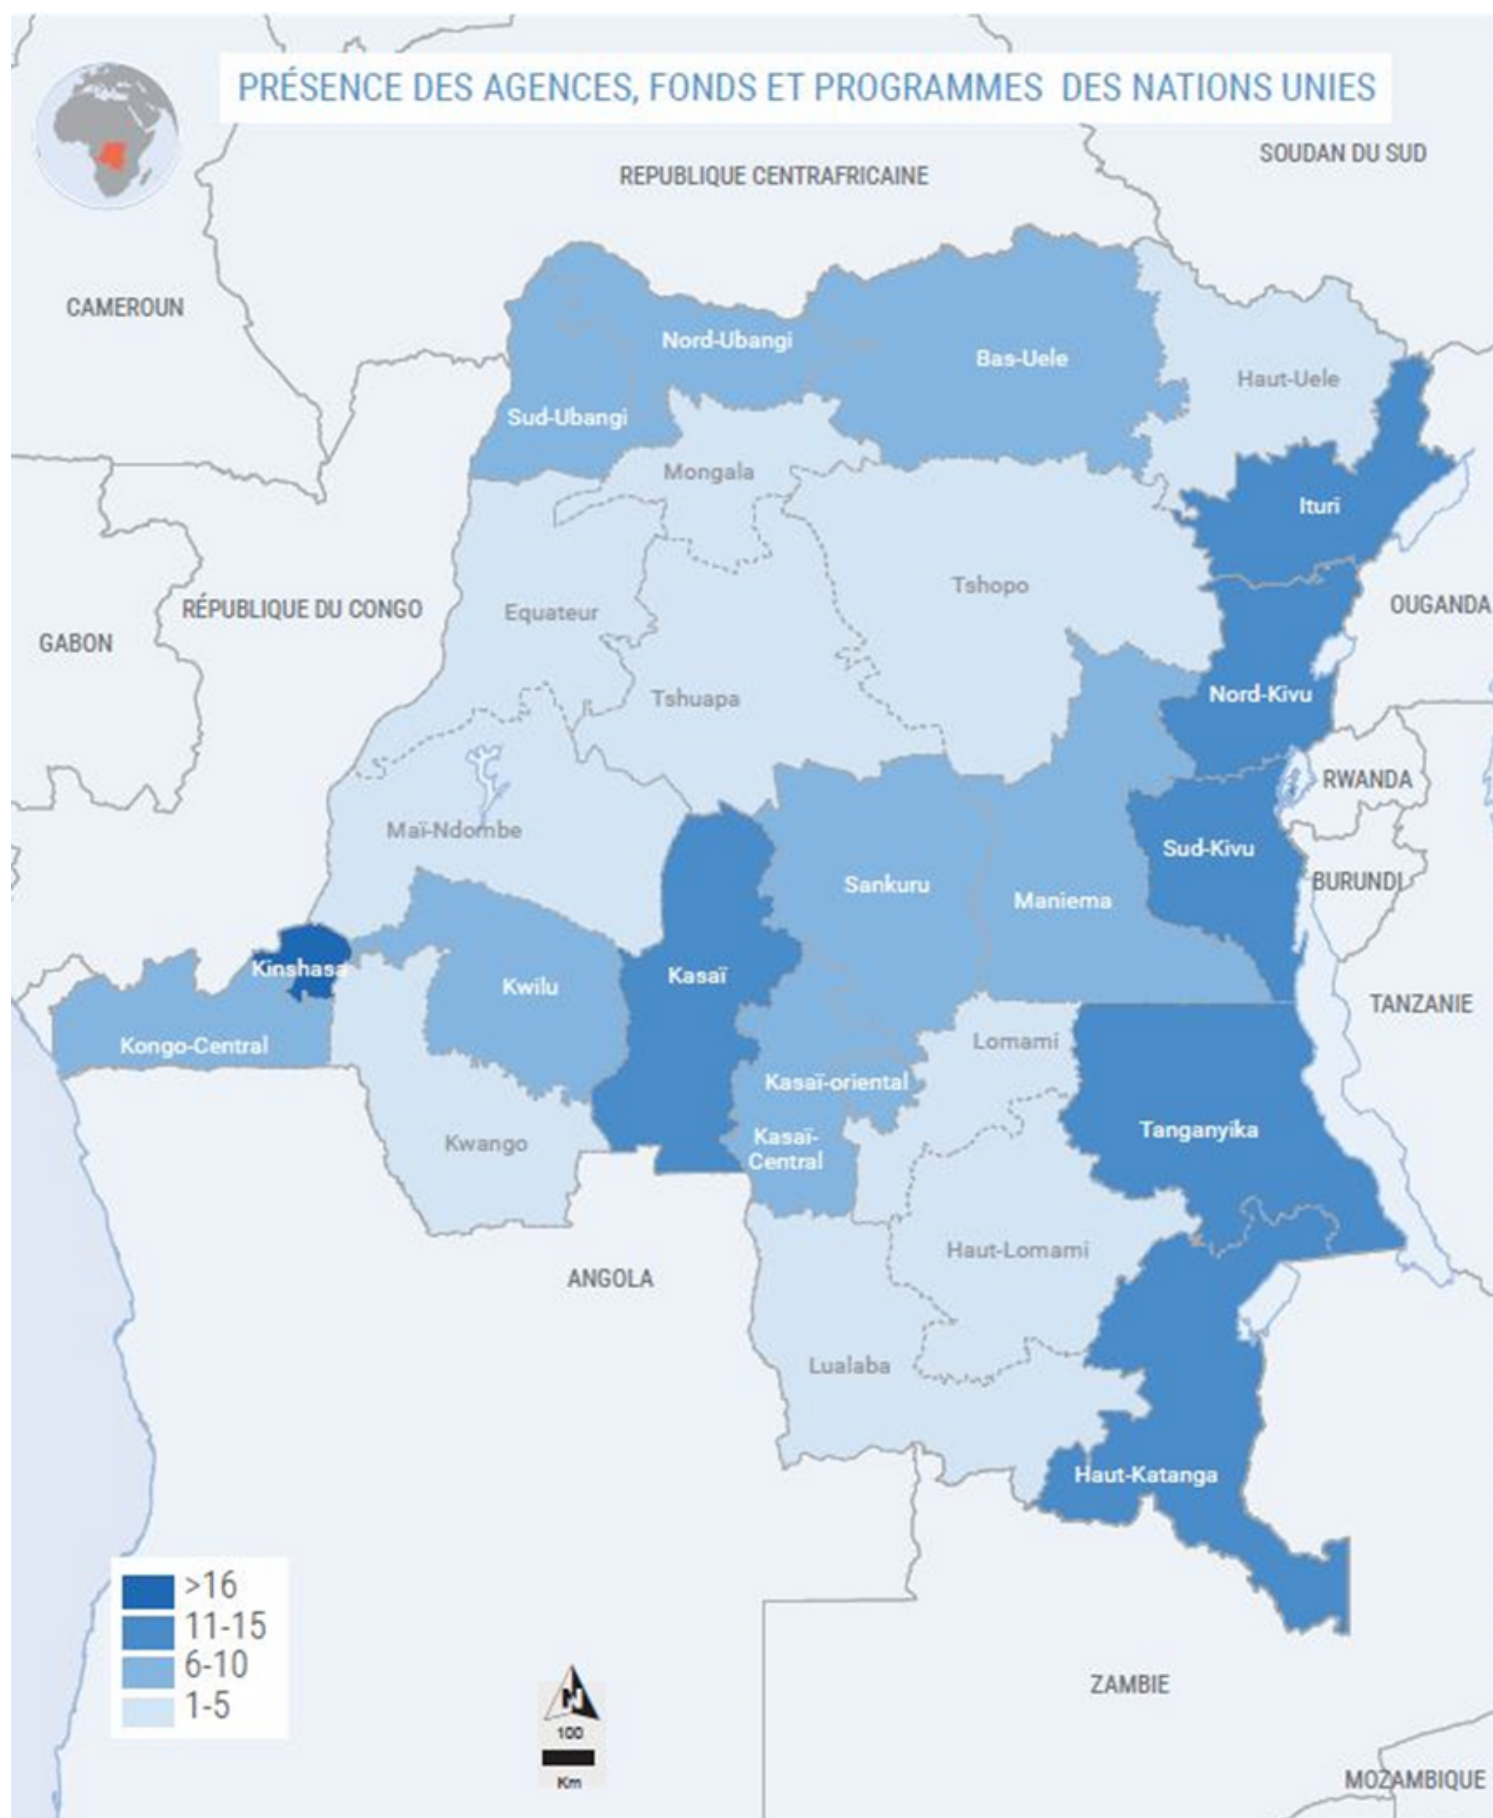 PRÉSENCE DES AGENCES, FONDS ET PROGRAMMES DES NATIONS UNIES
SOUDAN DU SUD
REPUBLIQUE CENTRAFRICAINE
CAMEROUN
Nord-Ubangi
Bas-Uele
Haut-Uele
Sud-Ubangi
Mongala
Ituri
Tshopo
Equateur
RÉPUBLIQUE DU CONGO
OUGANDA
GABON
Nord-Kivu
Tshuapa
RWANDA
Maï-Ndombe
Sud-Kivu
BURUNDI
Sankuru
Maniema
Kinshasa
Kasaï
Kwilu
TANZANIE
Kongo-Central
Lomami
Kasaï-oriental
Tanganyika
Kasaï-
Central
Kwango
Haut-Lomami
ANGOLA
Lualaba
Haut-Katanga
>16
11-15
6-10
1-5
N
100
Km
ZAMBIE
MOZAMBIQUE